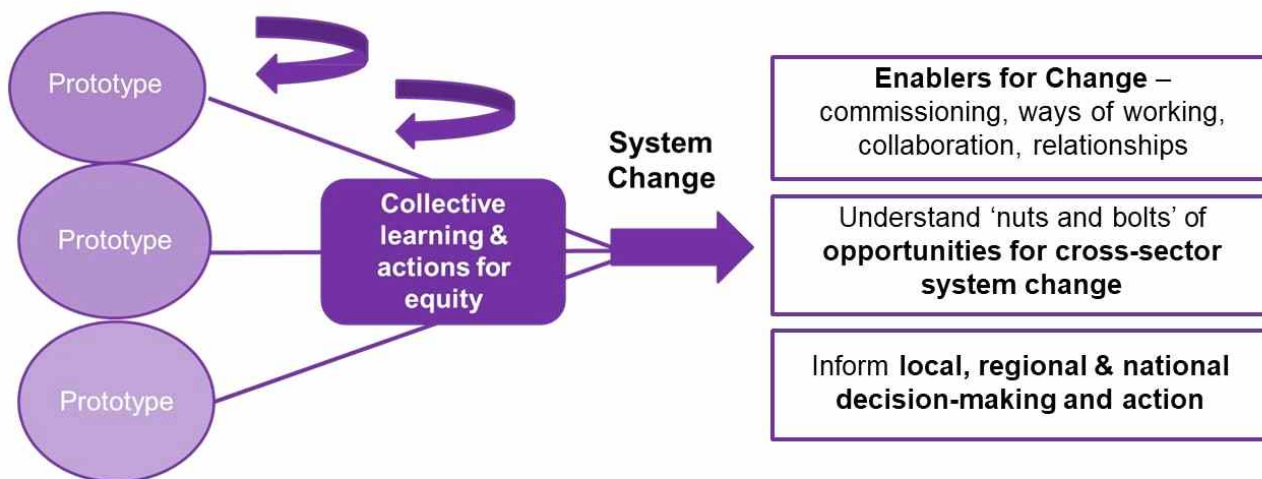 Prototype
Prototype
Prototype
Collective
learning &
actions for
equity
System
Change
Enablers for Change –
commissioning, ways of working,
collaboration, relationships
Understand ‘nuts and bolts’ of
opportunities for cross-sector
system change
Inform local, regional & national
decision-making and action